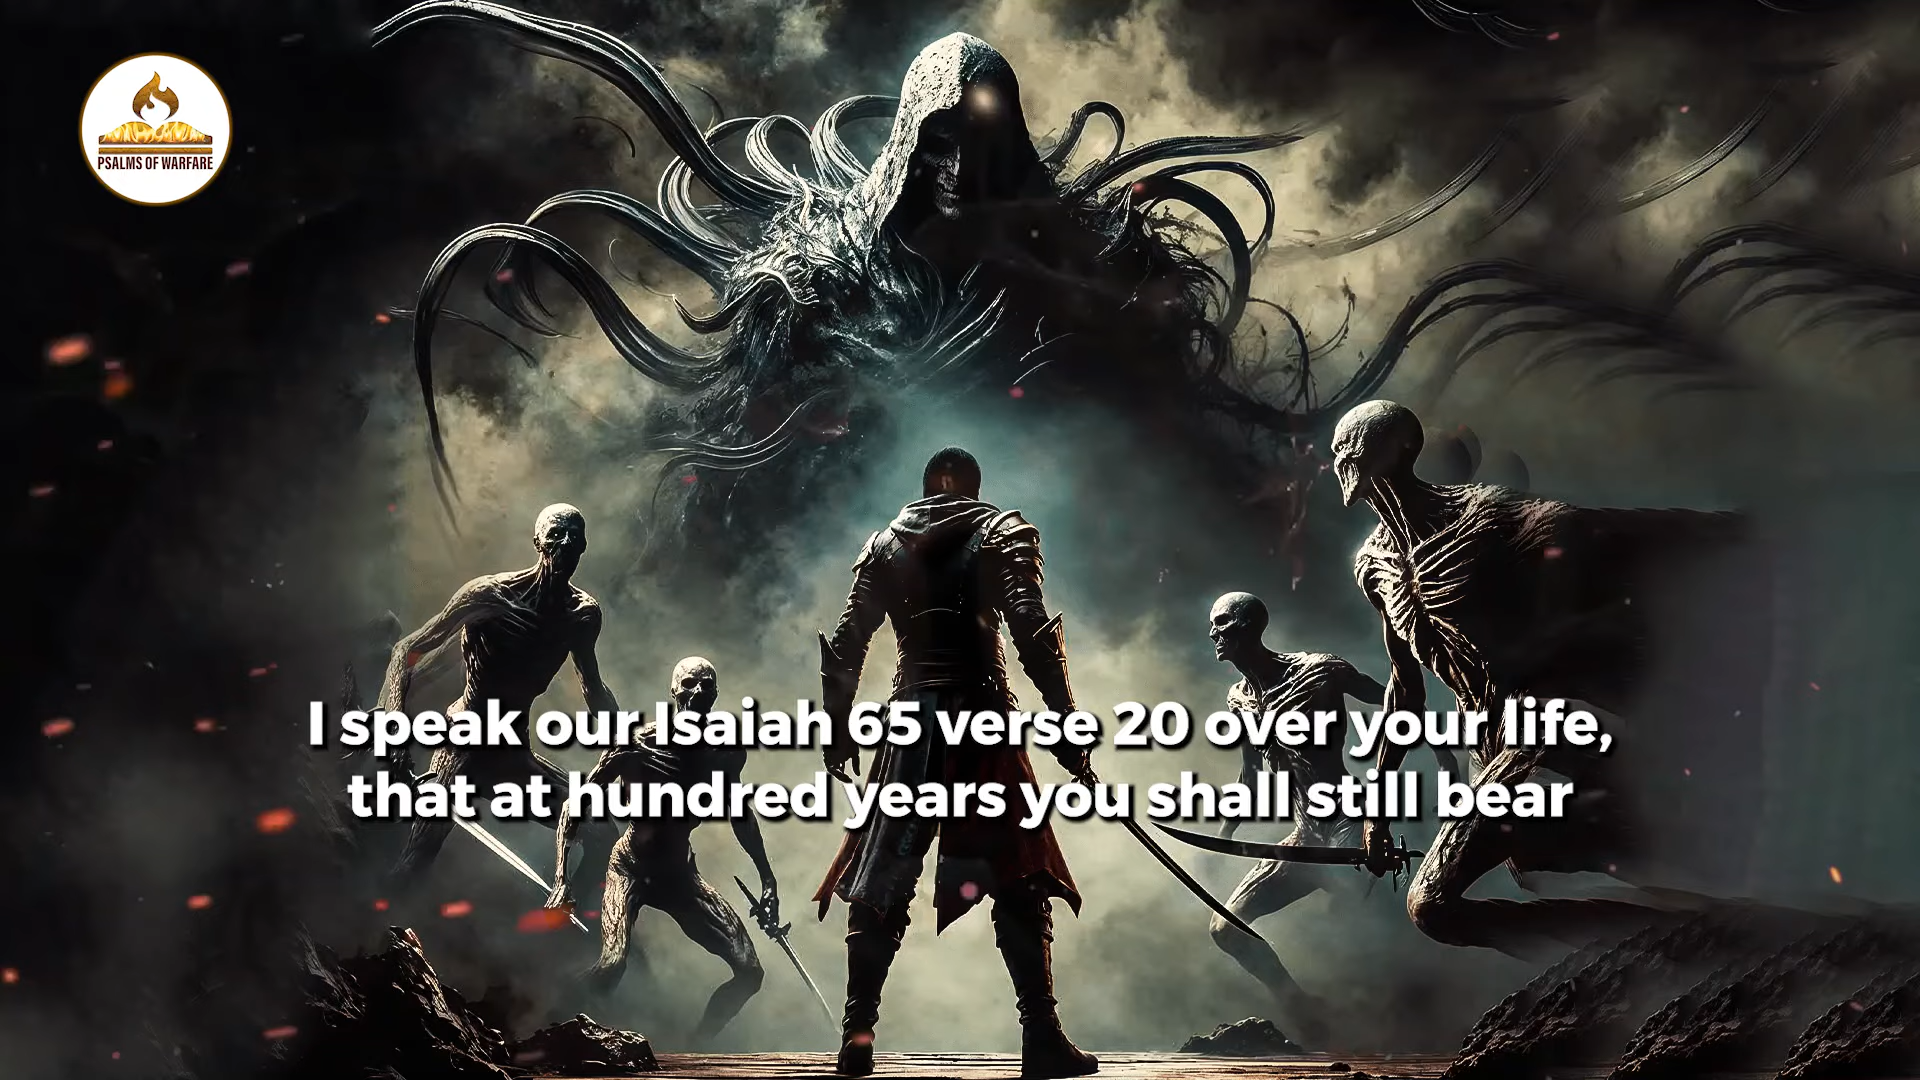 PSALMS OF WARFARE
I speak our Isaiah 65 verse 20 over your life,
that at hundred years you shall still bear